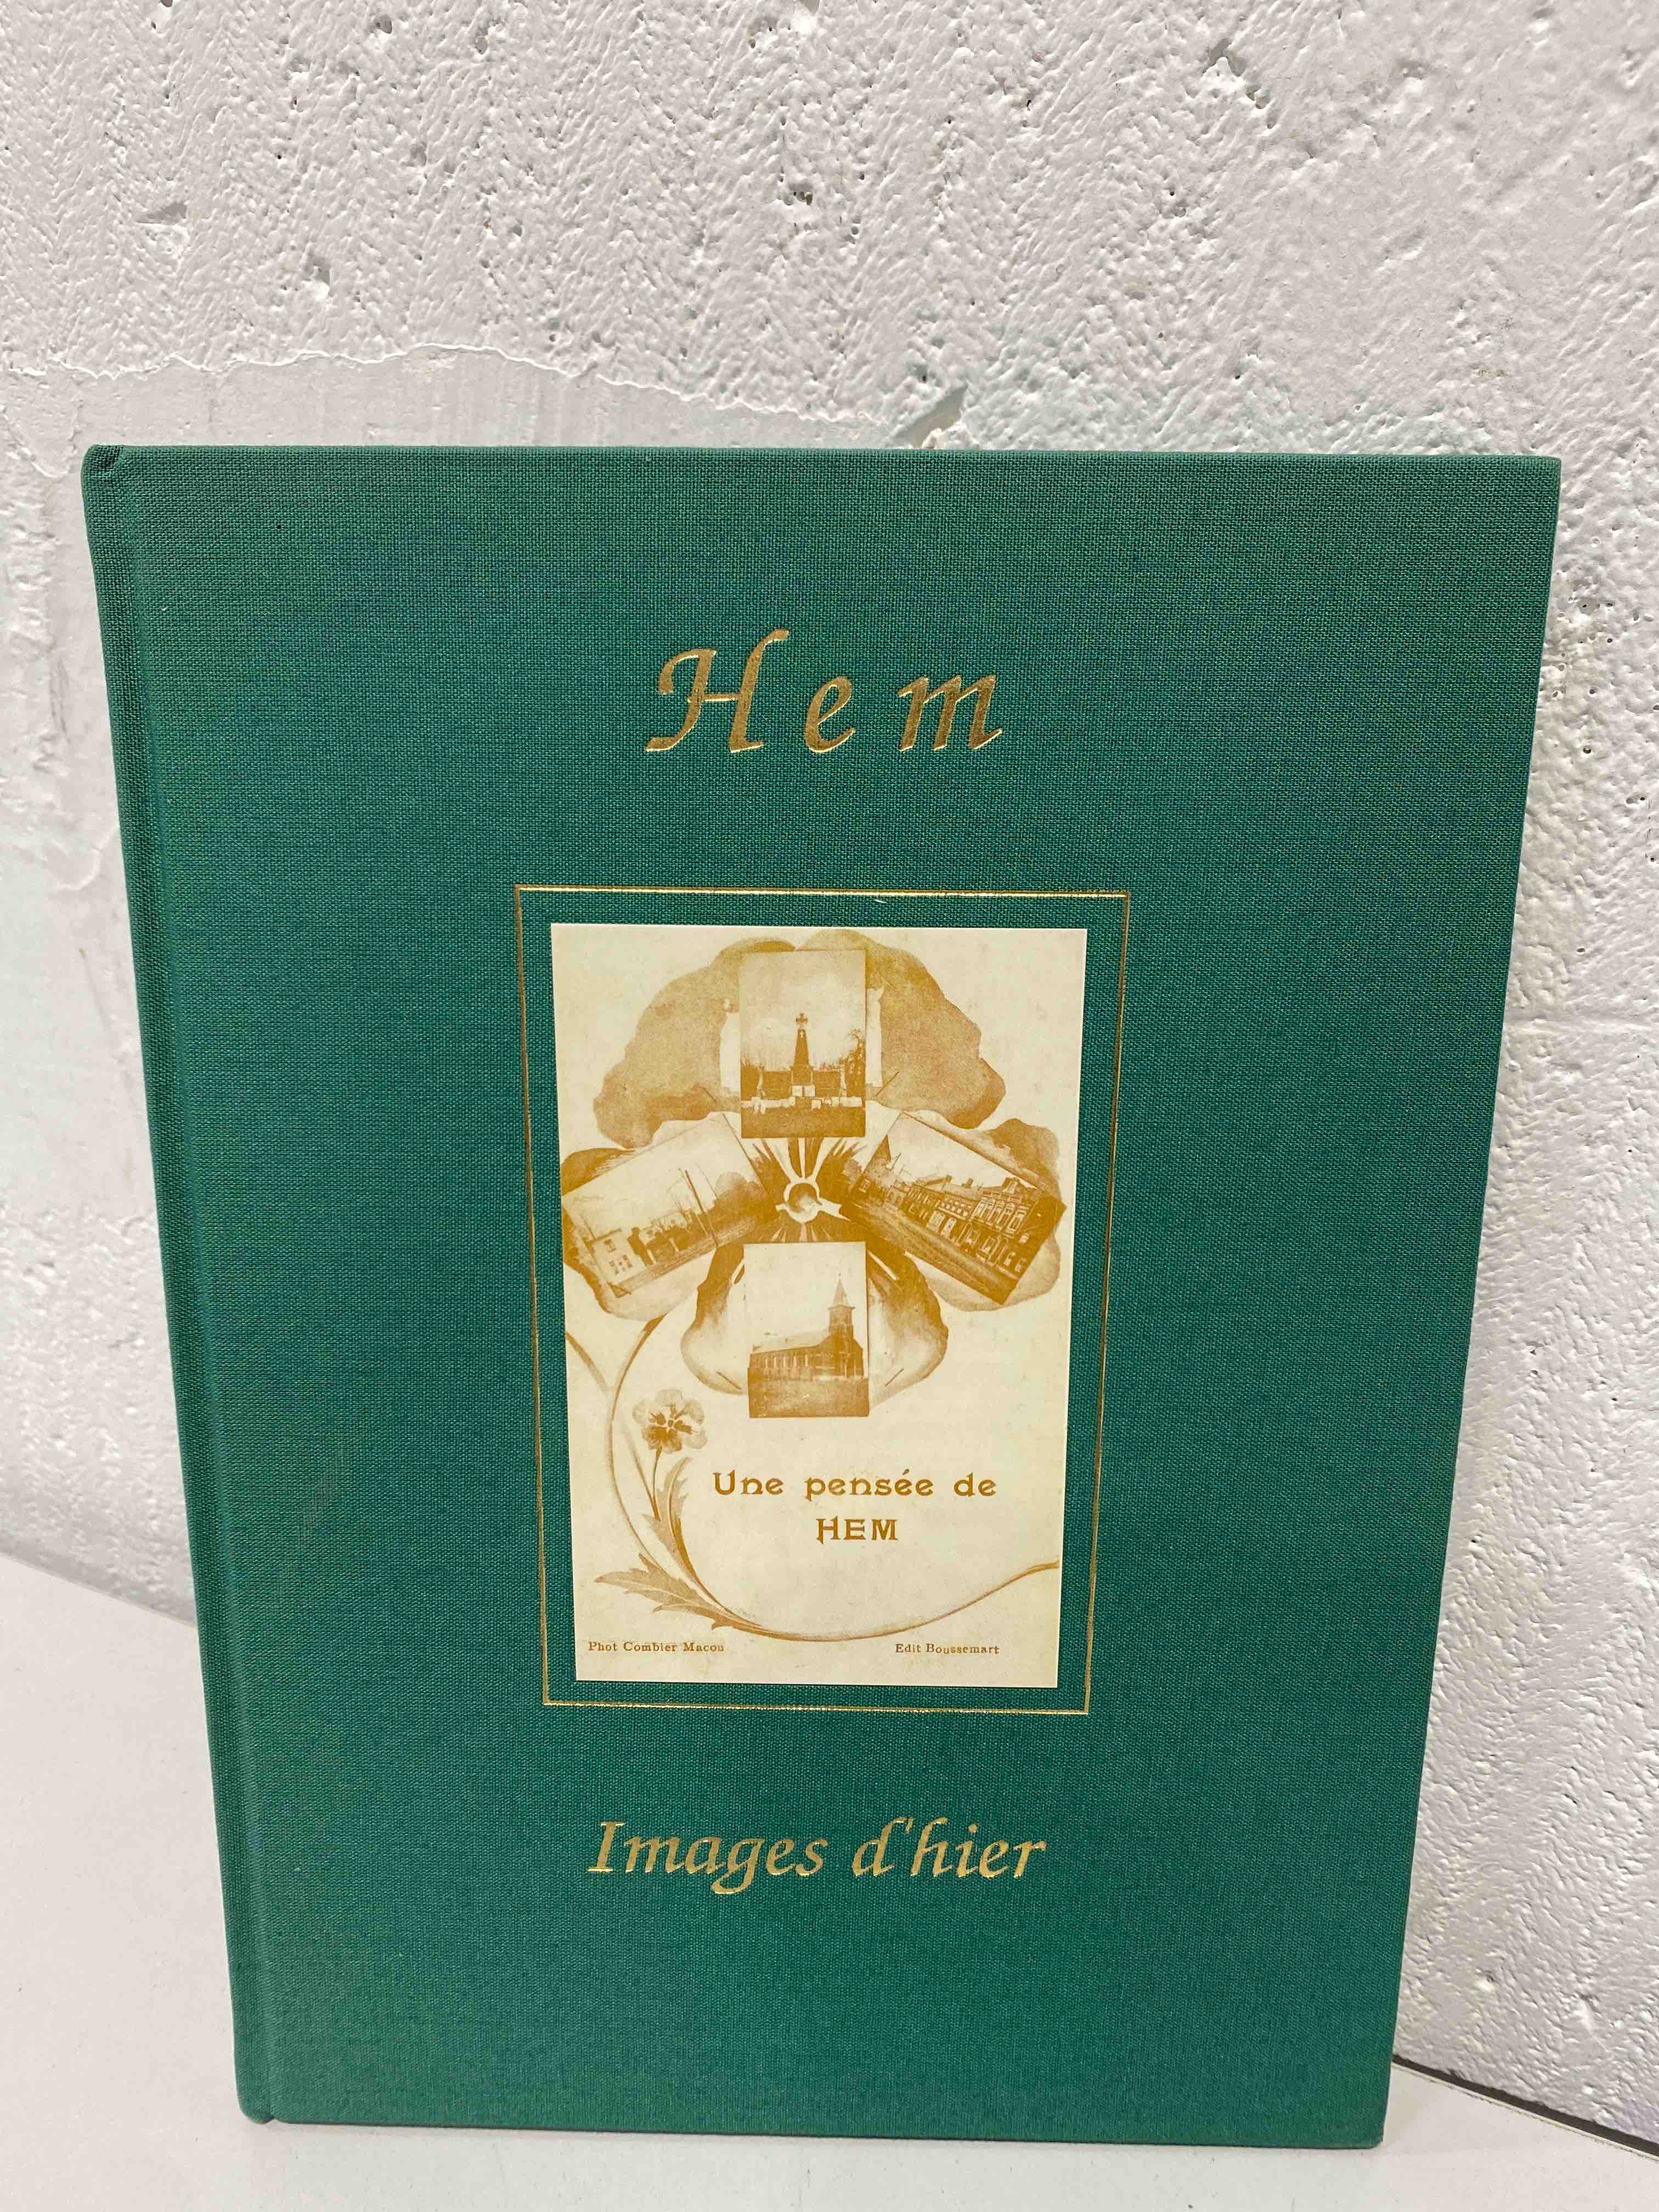 Hem
Une pensée de
HEM
Phot Combier Macon
Edit Boussemart
Images d'hier